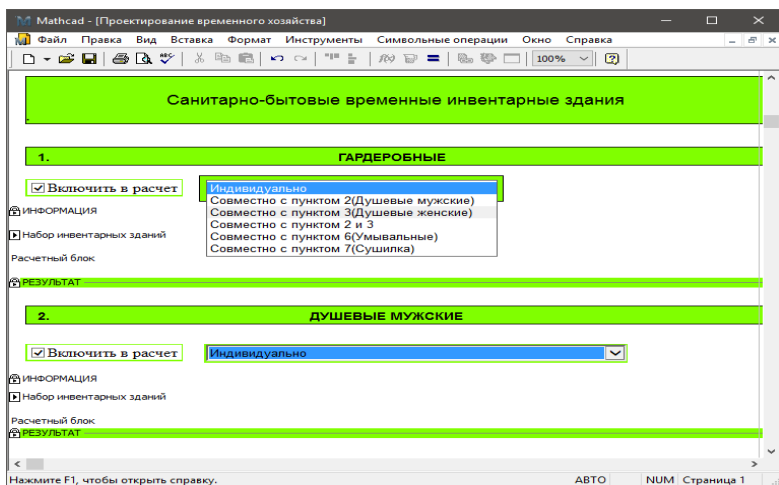 Mathcad - [Проектирование временного хозяйства]
Файл Правка Вид Вставка Формат Инструменты Символьные операции Окно Справка
100%
Санитарно-бытовые временные инвентарные здания
1. ГАРДЕРОБНЫЕ
Включить в расчет
Индивидуально
Совместно с пунктом 2(Душевые мужские)
Совместно с пунктом 3(Душевые женские)
Совместно с пунктом 2 и 3
Совместно с пунктом 6(Умывальные)
Совместно с пунктом 7(Сушилка)
ИНФОРМАЦИЯ
Набор инвентарных зданий
Расчетный блок
РЕЗУЛЬТАТ
2. ДУШЕВЫЕ МУЖСКИЕ
Включить в расчет Индивидуально
ИНФОРМАЦИЯ
Набор инвентарных зданий
Расчетный блок
РЕЗУЛЬТАТ
Нажмите F1, чтобы открыть справку. АВТО NUM Страница 1